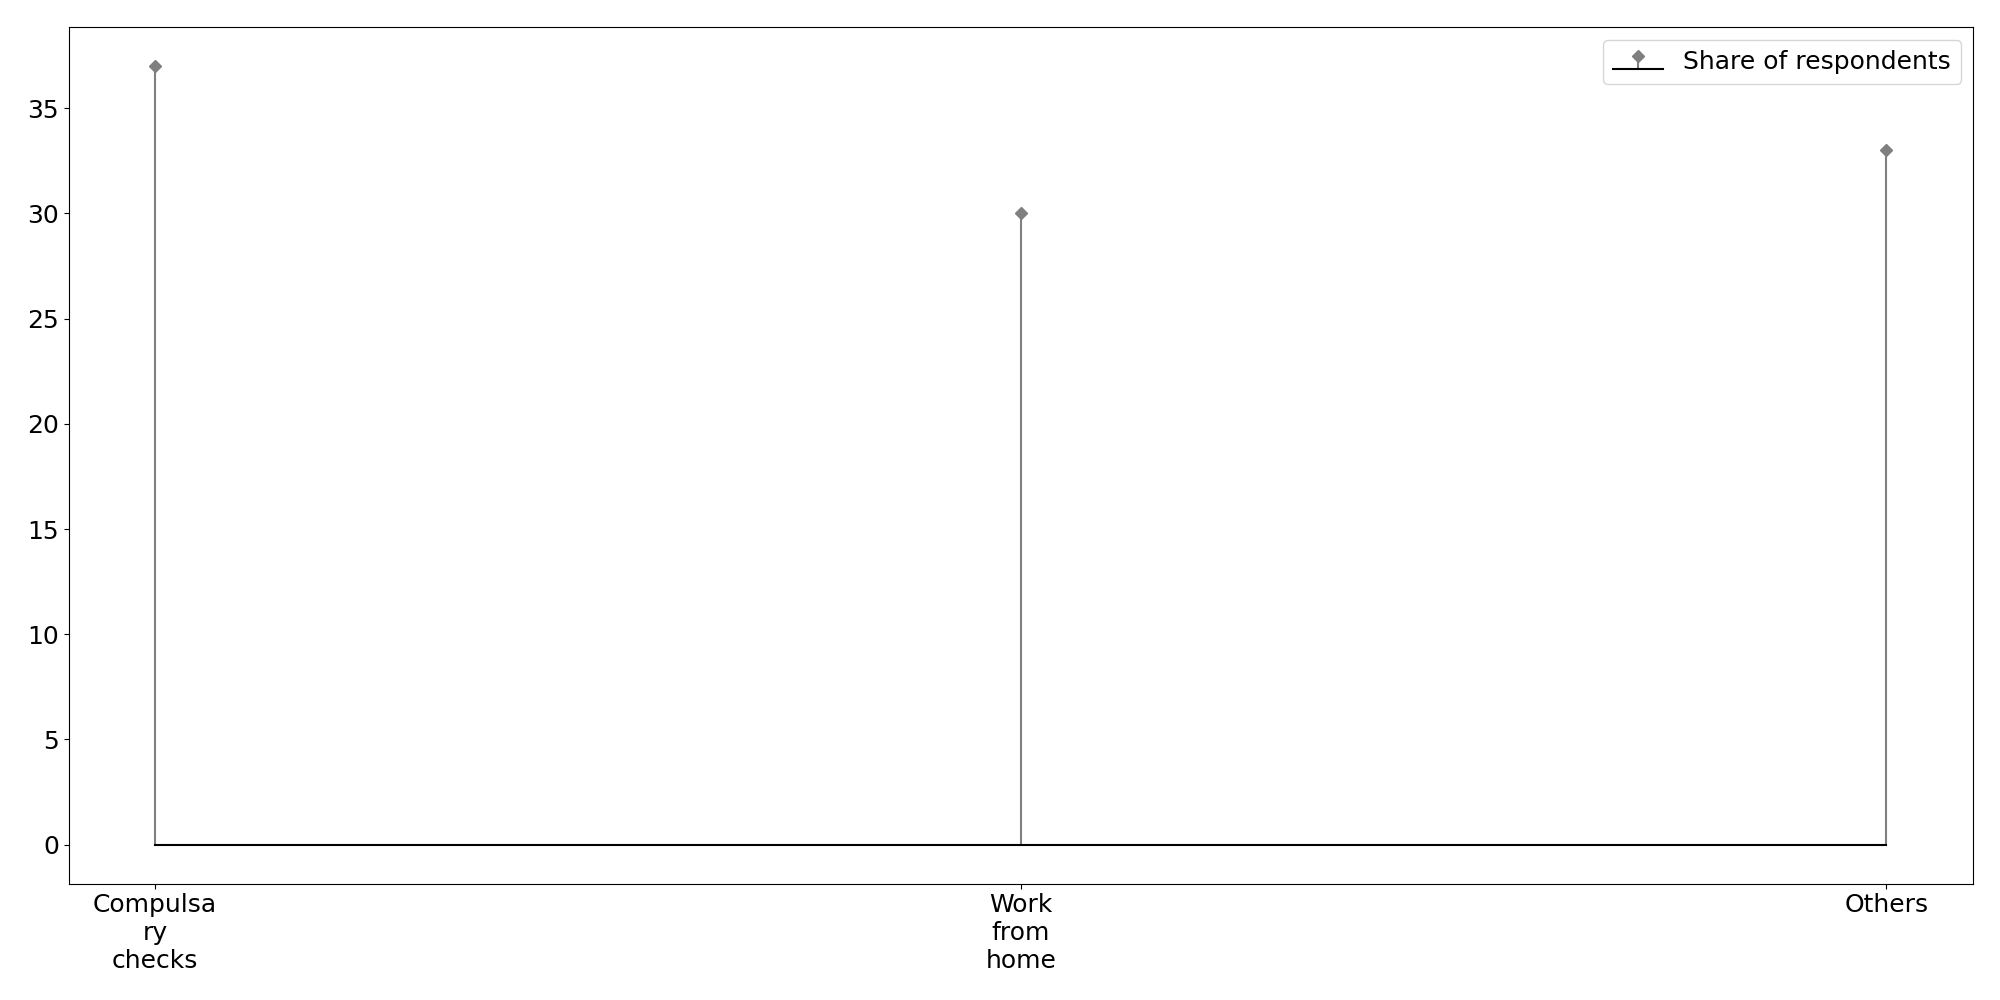 Share of respondents
35
30
25
20
15
10
5
0
Compulsa
ry
checks
Work
from
home
Others